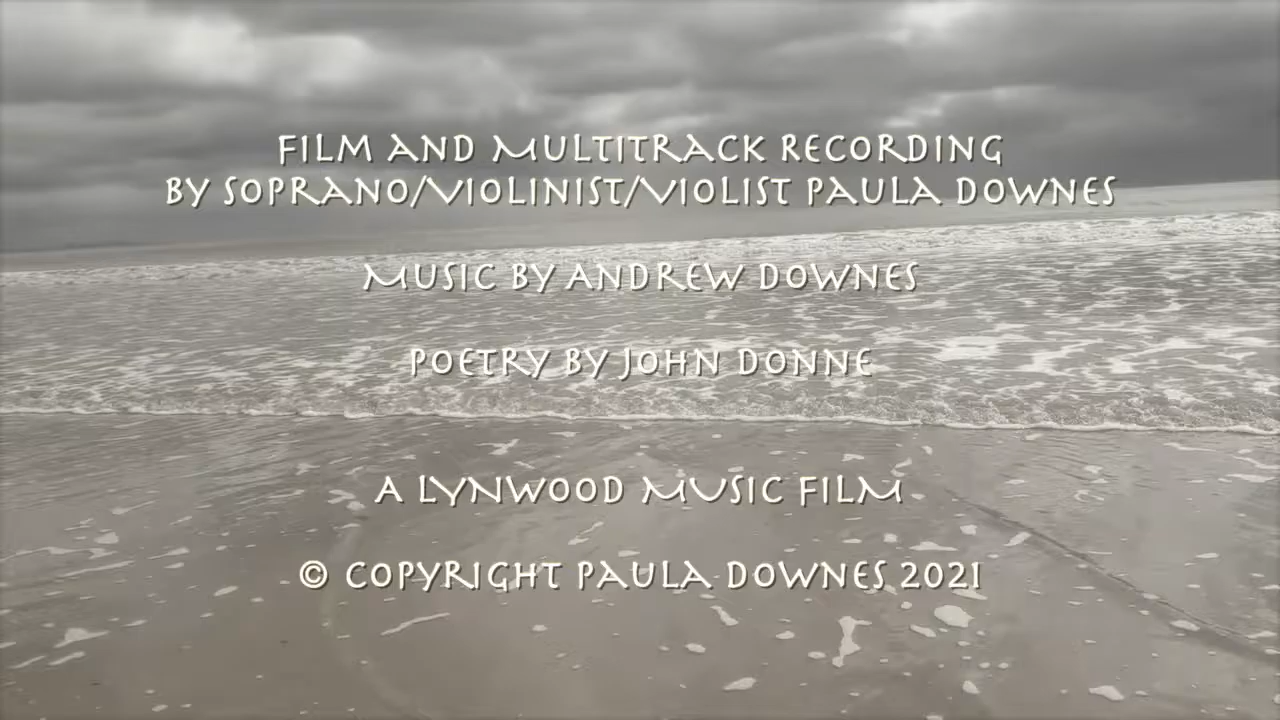 FILM AND MULTITRACK RECORDING
BY SOPRANO/VIOLINIST/VIOLIST PAULA DOWNES
MUSIC BY ANDREW DOWNES
POETRY BY JOHN DONNE
A LYNWOOD MUSIC FILM
© COPYRIGHT PAULA DOWNES 2021